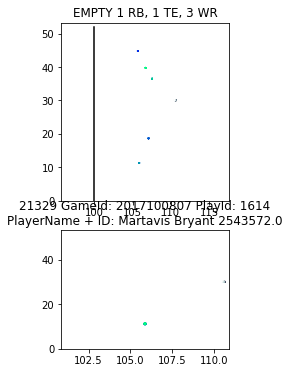 EMPTY 1 RB, 1 TE, 3 WR
50
40
30
20
10
0
100 105 110 115
21329 GameId: 2017100807 PlayId: 1614
PlayerName + ID: Martavis Bryant 2543572.0
40
20
0
102.5 105.0 107.5 110.0